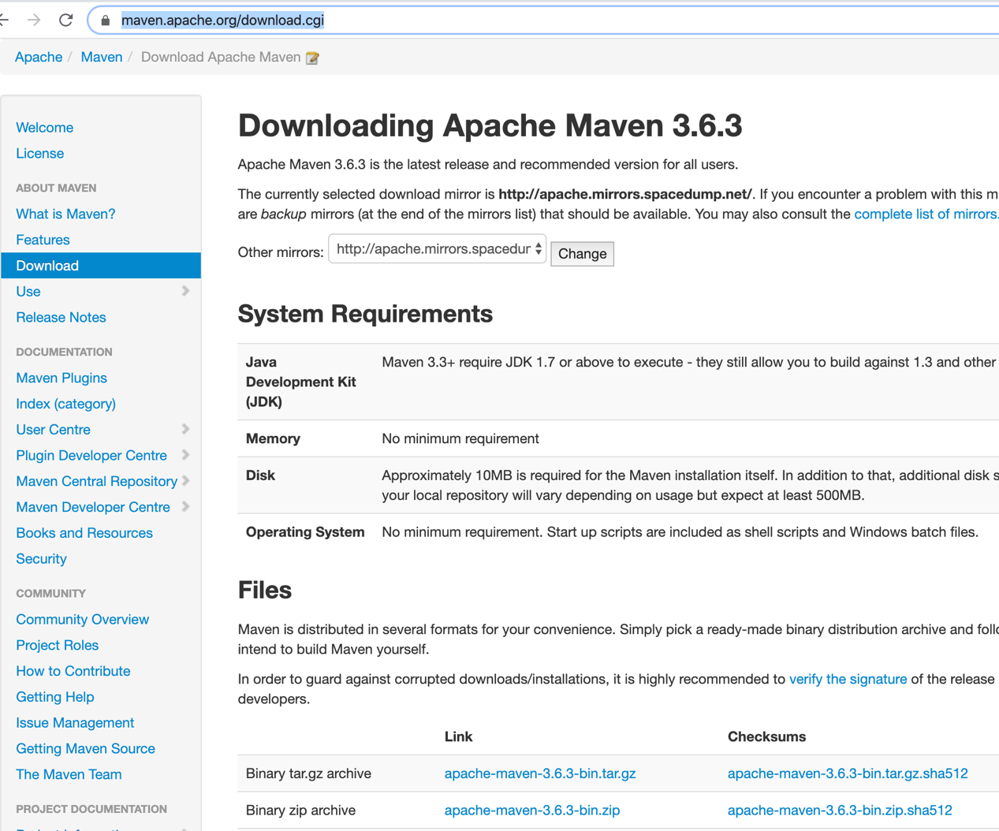 maven.apache.org/download.cgi
Apache / Maven / Download Apache Maven
Welcome
License
ABOUT MAVEN
What is Maven?
Features
Download
Use
Release Notes
DOCUMENTATION
Maven Plugins
Index (category)
User Centre
Plugin Developer Centre
Maven Central Repository
Maven Developer Centre
Books and Resources
Security
COMMUNITY
Community Overview
Project Roles
How to Contribute
Getting Help
Issue Management
Getting Maven Source
The Maven Team
PROJECT DOCUMENTATION
Downloading Apache Maven 3.6.3
Apache Maven 3.6.3 is the latest release and recommended version for all users.
The currently selected download mirror is http://apache.mirrors.spacedump.net/. If you encounter a problem with this m
are backup mirrors (at the end of the mirrors list) that should be available. You may also consult the complete list of mirrors.
Other mirrors: http://apache.mirrors.spacedur Change
System Requirements
Java Maven 3.3+ require JDK 1.7 or above to execute - they still allow you to build against 1.3 and other
Development Kit
(JDK)
Memory No minimum requirement
Disk Approximately 10MB is required for the Maven installation itself. In addition to that, additional disk s
your local repository will vary depending on usage but expect at least 500MB.
Operating System No minimum requirement. Start up scripts are included as shell scripts and Windows batch files.
Files
Maven is distributed in several formats for your convenience. Simply pick a ready-made binary distribution archive and follo
intend to build Maven yourself.
In order to guard against corrupted downloads/installations, it is highly recommended to verify the signature of the release
developers.
Link Checksums
Binary tar.gz archive apache-maven-3.6.3-bin.tar.gz apache-maven-3.6.3-bin.tar.gz.sha512
Binary zip archive apache-maven-3.6.3-bin.zip apache-maven-3.6.3-bin.zip.sha512